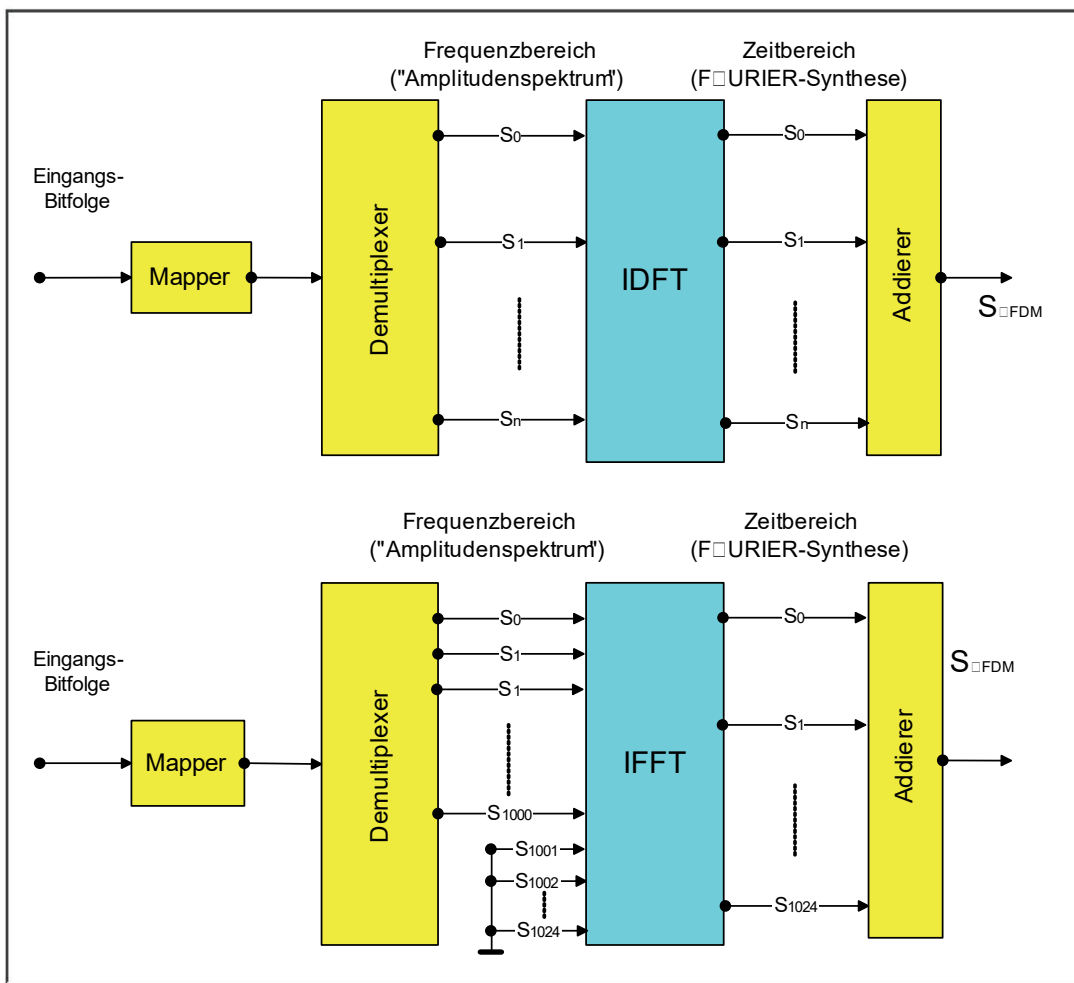 Frequenzbereich
("Amplitudenspektrum")
Zeitbereich
(F□URIER-Synthese)
Eingangs-
Bitfolge
Mapper
Demultiplexer
S0
S1
Sn
IDFT
S0
S1
Sn
Addierer
S□FDM
Frequenzbereich
("Amplitudenspektrum")
Zeitbereich
(F□URIER-Synthese)
Eingangs-
Bitfolge
Mapper
Demultiplexer
S0
S1
S1
S1000
S1001
S1002
S1024
IFFT
S0
S1
S1024
Addierer
S□FDM